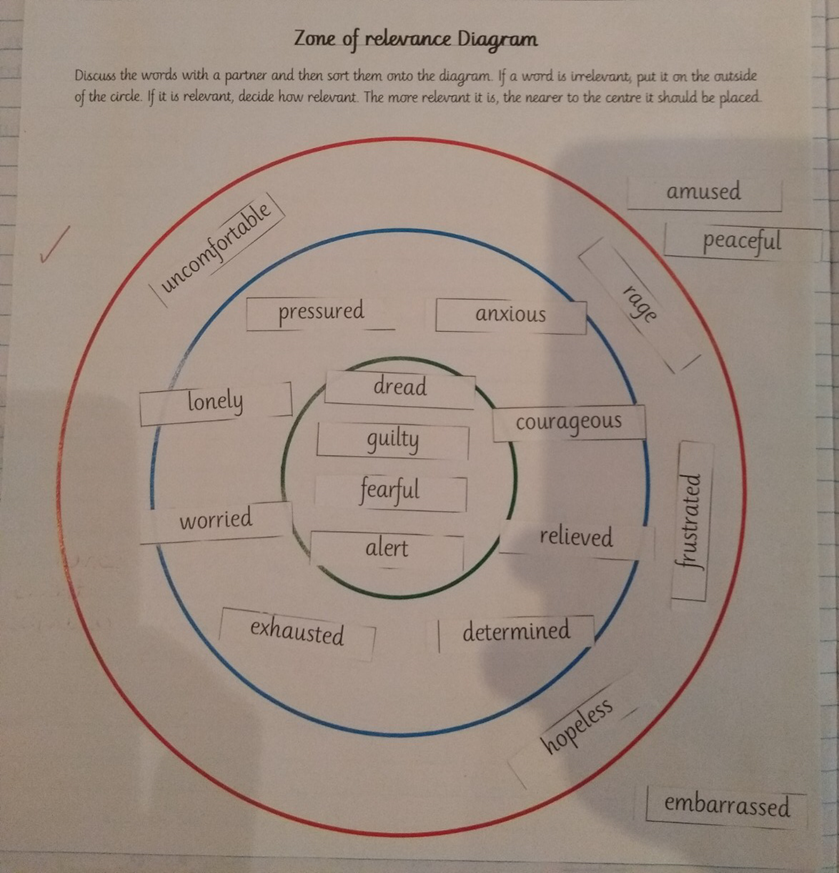 Zone of relevance Diagram
Discuss the words with a partner and then sort them onto the diagram. If a word is irrelevant, put it on the outside
of the circle. If it is relevant, decide how relevant. The more relevant it is, the nearer to the centre it should be placed.
amused
peaceful
uncomfortable
rage
pressured
anxious
dread
lonely
courageous
guilty
fearful
frustrated
worried
relieved
alert
exhausted
determined
hopeless
embarrassed